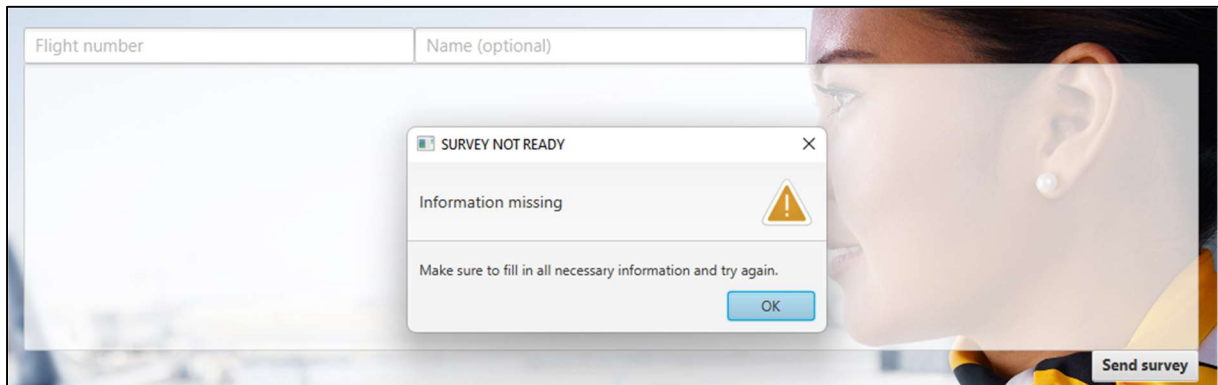 Flight number
Name (optional)
SURVEY NOT READY
Information missing
Make sure to fill in all necessary information and try again.
OK
Send survey